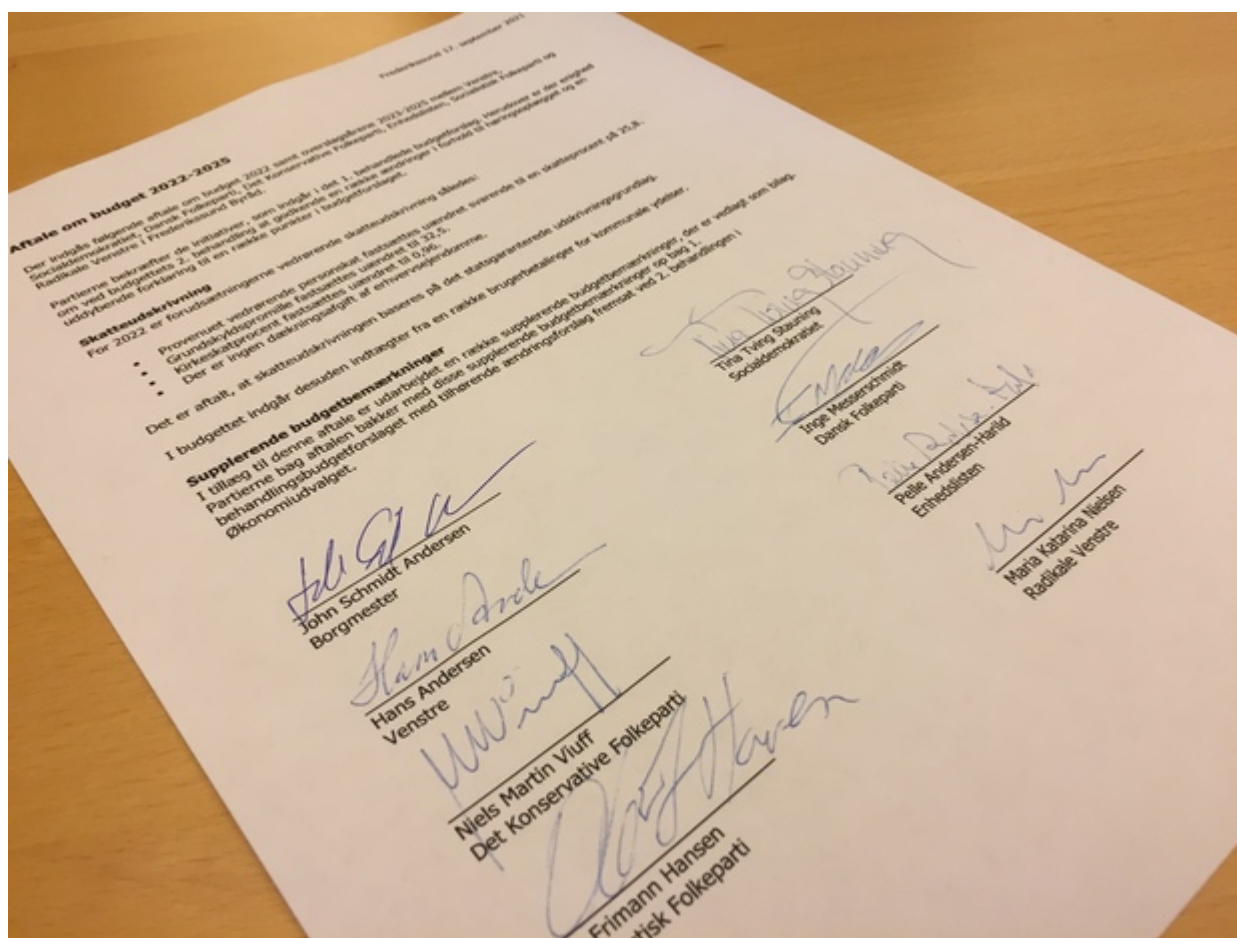 Frederikssund 17. september 2021
Aftale om budget 2022-2025
Der indgås følgende aftale om budget 2022 samt overslagsårene 2023-2025 mellem Venstre,
Socialdemokratiet, Dansk Folkeparti, Det Konservative Folkeparti, Enhedslisten, Socialistisk Folkeparti og
Radikale Venstre i Frederikssund Byråd.
Partierne bekræfter de initiativer, som indgår i det 1. behandlede budgetforslag. Herudover er der enighed
om ved budgettets 2. behandling at godkende en række ændringer i forhold til høringsoplægget og en
uddybende forklaring til en række punkter i budgetforslaget.
Skatteudskrivning
For 2022 er forudsætningerne vedrørende skatteudskrivning således:
• Provenuet vedrørende personskat fastsættes uændret svarende til en skatteprocent på 25,8.
• Grundskyldspromille fastsættes uændret til 32,5.
• Kirkeskatprocent fastsættes uændret til 0,96.
• Der er ingen dækningsafgift af erhvervsejendomme.
Det er aftalt, at skatteudskrivningen baseres på det statsgaranterede udskrivningsgrundlag.
I budgettet indgår desuden indtægter fra en række brugerbetalinger for kommunale ydelser.
Supplerende budgetbemærkninger
I tillæg til denne aftale er udarbejdet en række supplerende budgetbemærkninger, der er vedlagt som bilag.
Partierne bag aftalen bakker med disse supplerende budgetbemærkninger op bag 1.
behandlingsbudgetforslaget med tilhørende ændringsforslag fremsat ved 2. behandlingen i
Økonomiudvalget.
John Schmidt Andersen
Borgmester
Hans Andersen
Venstre
Niels Martin Viuff
Det Konservative Folkeparti
Frimann Hansen
tisk Folkeparti
Tina Tving Stauning
Tina Tving Stauning
Socialdemokratiet
Inge Messerschmidt
Dansk Folkeparti
Pelle Andersen-Harild
Enhedslisten
Maria Katarina Nielsen
Radikale Venstre